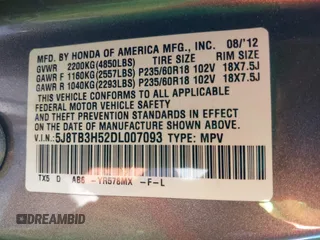 TIRE SIZE RIM SIZE
MFD. BY HONDA OF AMERICA MFG., INC. 08/'12
GVWR 2200KG(4850LBS)
GAWR F 1160KG(2557LBS) P235/60R18 102V 18X7.5J
GAWR R 1040KG(2293LBS) P235/60R18 102V 18X7.5J
THIS VEHICLE CONFORMS TO ALL APPLICABLE FEDERAL
MOTOR VEHICLE SAFETY AND THEFT PREVENTION
STANDARDS IN EFFECT ON THE
DATE OF MANUFACTURE SHOWN ABOVE.
V.I.N.: 5J8TB3H52DL007093 TYPE: MPV
TX5 D YR578MX -F-L
DREAMBID